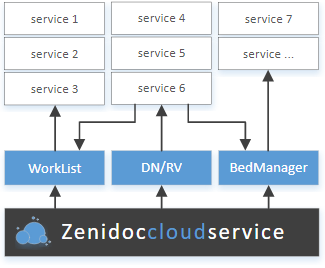 service 1
service 4
service 7
service 2
service 5
service ...
service 3
service 6
WorkList
DN/RV
BedManager
Zenidoccloudservice